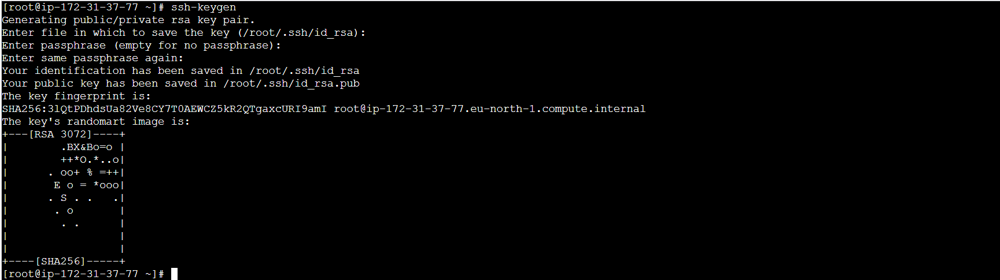 [root@ip-172-31-37-77 ~]# ssh-keygen
Generating public/private rsa key pair.
Enter file in which to save the key (/root/.ssh/id_rsa):
Enter passphrase (empty for no passphrase):
Enter same passphrase again:
Your identification has been saved in /root/.ssh/id_rsa
Your public key has been saved in /root/.ssh/id_rsa.pub
The key fingerprint is:
SHA256:3lQtPDhdsUa82Ve8CY7T0AEWCZ5kR2QTgaxcURI9amI root@ip-172-31-37-77.eu-north-1.compute.internal
The key's randomart image is:
+---[RSA 3072]----+
|        .BX&Bo=o |
|        ++*O.*..o|
|      . oo+ % =++|
|       E o = *ooo|
|      . S . .   .|
|       . o       |
|        . .      |
|                 |
|                 |
+----[SHA256]-----+
[root@ip-172-31-37-77 ~]#